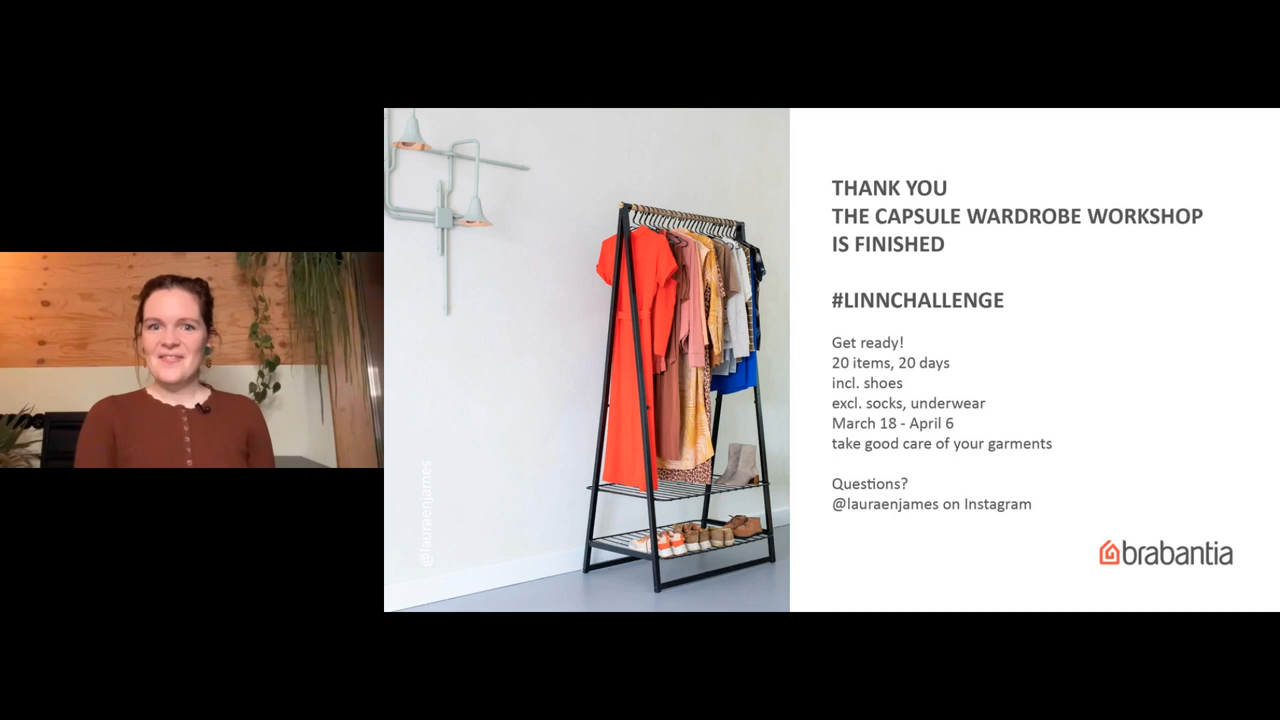 THANK YOU
THE CAPSULE WARDROBE WORKSHOP
IS FINISHED
#LINNCHALLENGE
Get ready!
20 items, 20 days
incl. shoes
excl. socks, underwear
March 18 - April 6
take good care of your garments
Questions?
@lauraenjames on Instagram
brabantia
@lauraenjames